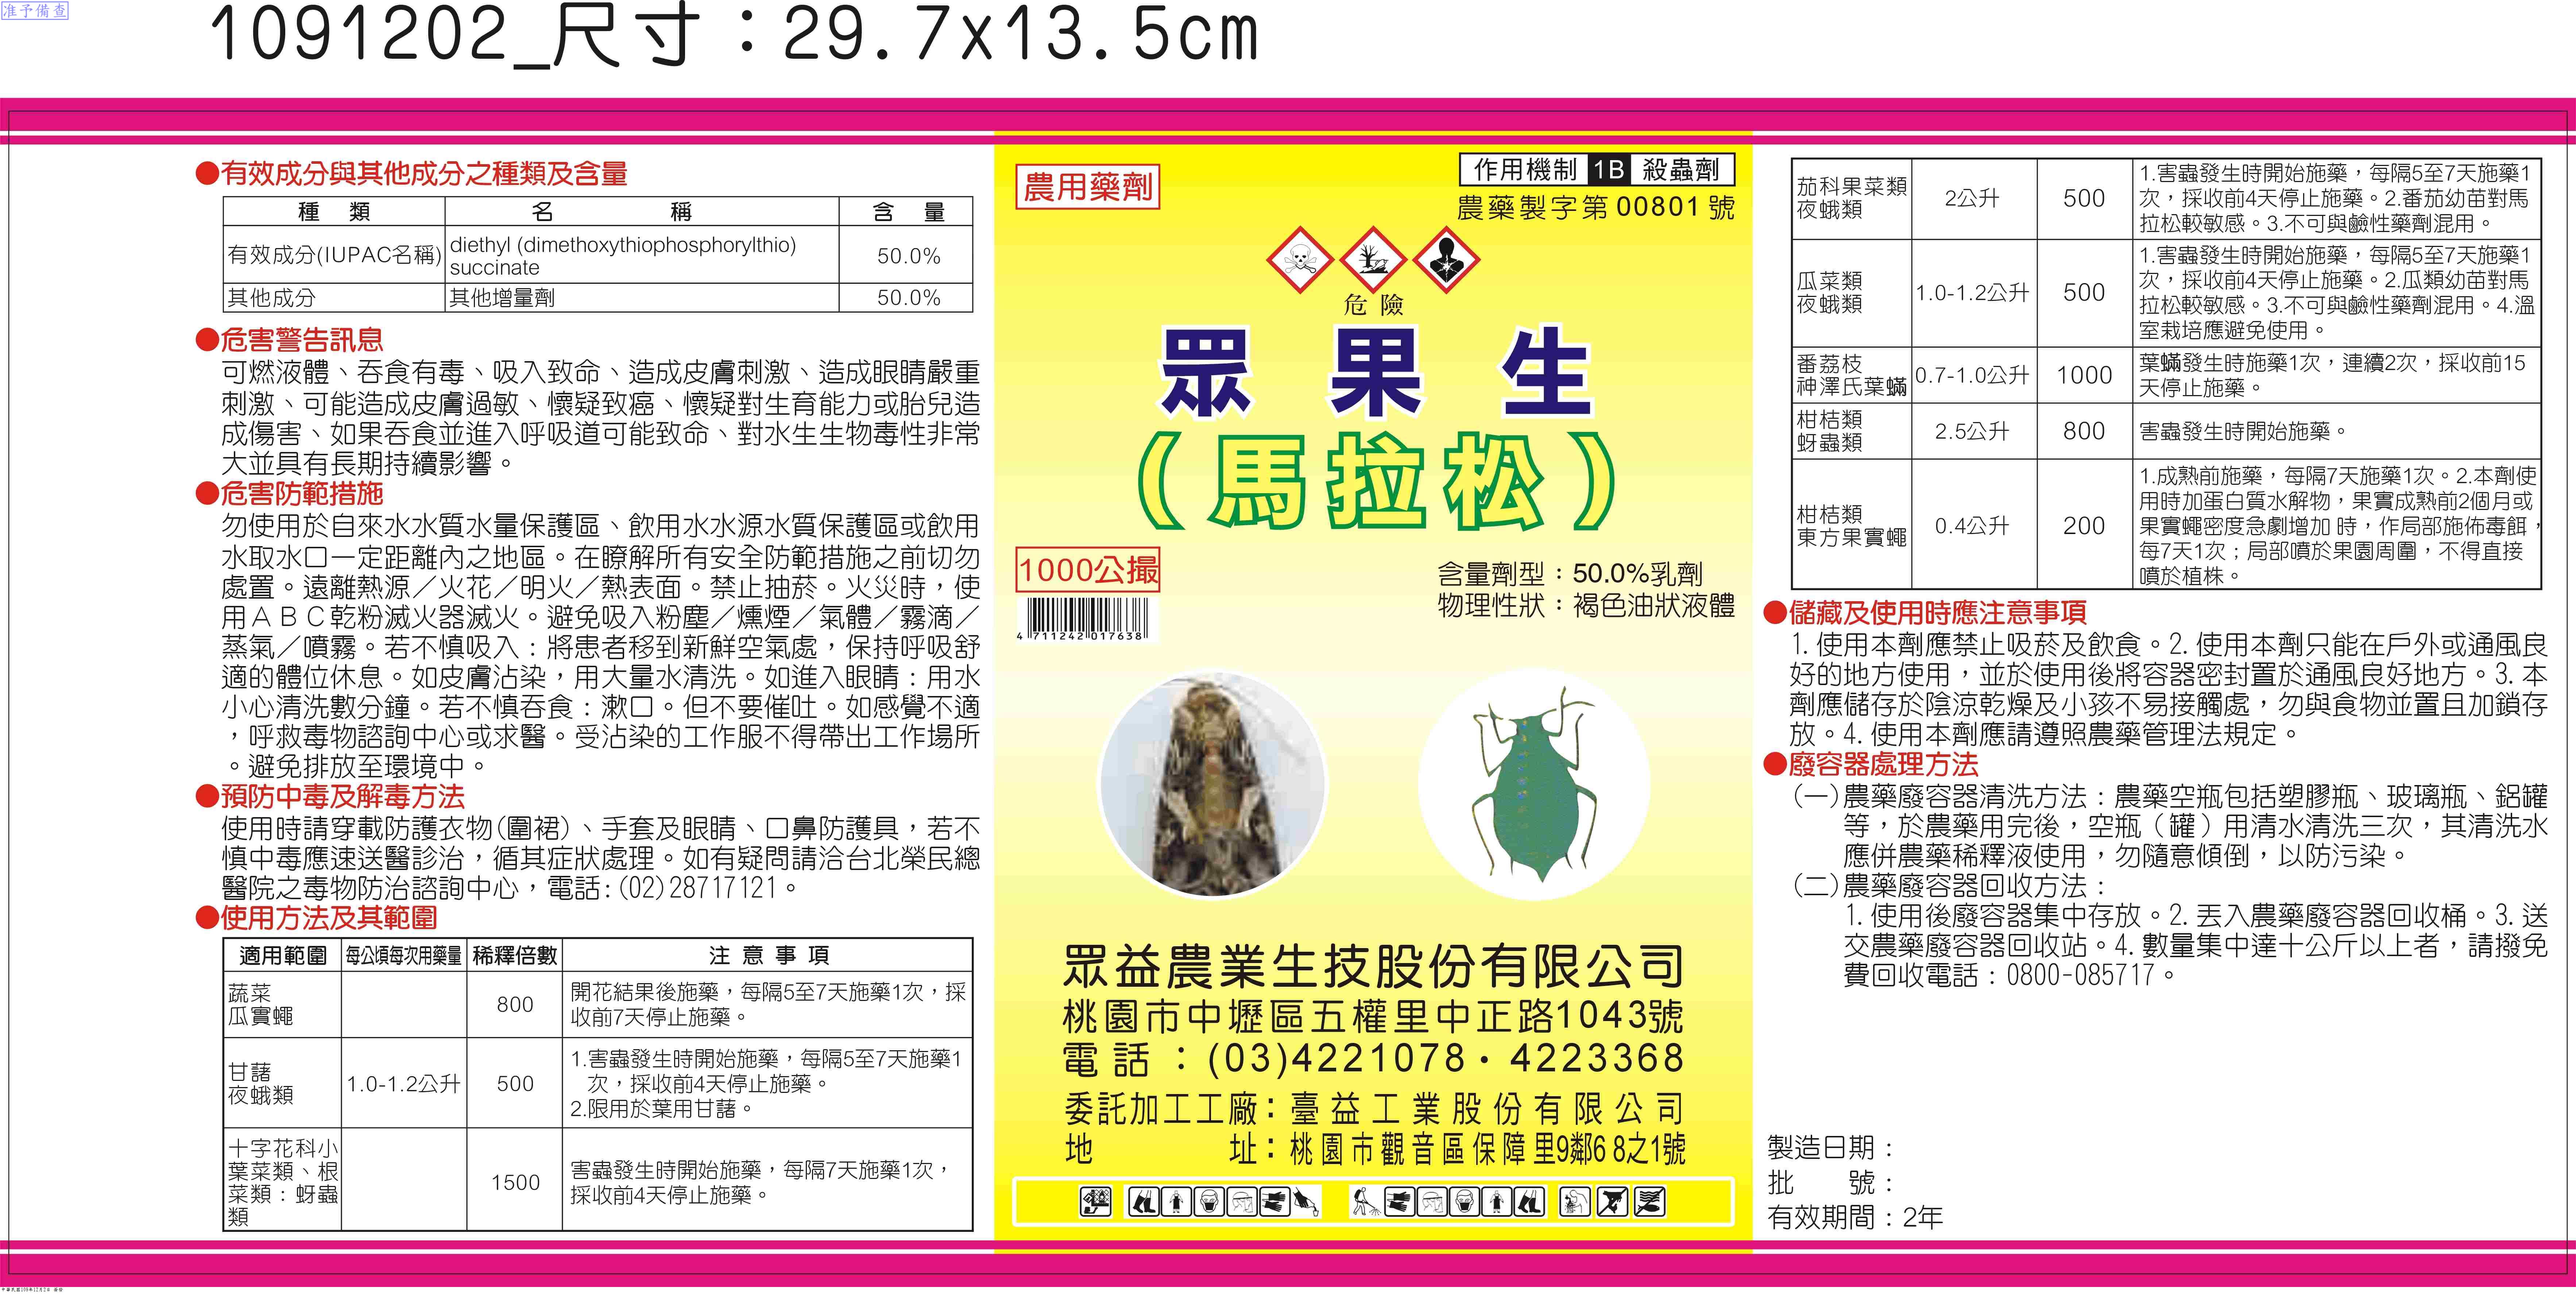 准予備查
1091202_尺寸：29.7x13.5cm
●有效成分與其他成分之種類及含量
種 類 名 稱 含 量
有效成分(IUPAC名稱) diethyl (dimethoxythiophosphorylthio) succinate 50.0%
其他成分 其他增量劑 50.0%
●危害警告訊息
可燃液體、吞食有毒、吸入致命、造成皮膚刺激、造成眼睛嚴重
刺激、可能造成皮膚過敏、懷疑致癌、懷疑對生育能力或胎兒造
成傷害、如果吞食並進入呼吸道可能致命、對水生生物毒性非常
大並具有長期持續影響。
●危害防範措施
勿使用於自來水水質水量保護區、飲用水水源水質保護區或飲用
水取水口一定距離內之地區。在瞭解所有安全防範措施之前切勿
處置。遠離熱源／火花／明火／熱表面。禁止抽菸。火災時，使
用ＡＢＣ乾粉滅火器滅火。避免吸入粉塵／燻煙／氣體／霧滴／
蒸氣／噴霧。若不慎吸入：將患者移到新鮮空氣處，保持呼吸舒
適的體位休息。如皮膚沾染，用大量水清洗。如進入眼睛：用水
小心清洗數分鐘。若不慎吞食：漱口。但不要催吐。如感覺不適
，呼救毒物諮詢中心或求醫。受沾染的工作服不得帶出工作場所
。避免排放至環境中。
●預防中毒及解毒方法
使用時請穿載防護衣物(圍裙)、手套及眼睛、口鼻防護具，若不
慎中毒應速送醫診治，循其症狀處理。如有疑問請洽台北榮民總
醫院之毒物防治諮詢中心，電話:(02)28717121。
●使用方法及其範圍
適用範圍 每公頃每次用藥量 稀釋倍數 注 意 事 項
蔬菜
瓜實蠅
800
開花結果後施藥，每隔5至7天施藥1次，採
收前7天停止施藥。
甘藷
夜蛾類
1.0-1.2公升 500
1.害蟲發生時開始施藥，每隔5至7天施藥1
次，採收前4天停止施藥。
2.限用於葉用甘藷。
十字花科小
葉菜類、根
菜類：蚜蟲
類
1500
害蟲發生時開始施藥，每隔7天施藥1次，
採收前4天停止施藥。
農用藥劑
作用機制 1B 殺蟲劑
農藥製字第00801號
危險
眾果生
（馬拉松）
1000公撮
4 711242 017638
含量劑型：50.0%乳劑
物理性狀：褐色油狀液體
眾益農業生技股份有限公司
桃園市中壢區五權里中正路1043號
電話：(03)4221078・4223368
委託加工工廠：臺益工業股份有限公司
地 址：桃園市觀音區保障里9鄰68之1號
茄科果菜類
夜蛾類
2公升 500
1.害蟲發生時開始施藥，每隔5至7天施藥1
次，採收前4天停止施藥。2.番茄幼苗對馬
拉松較敏感。3.不可與鹼性藥劑混用。
瓜菜類
夜蛾類
1.0-1.2公升 500
1.害蟲發生時開始施藥，每隔5至7天施藥1
次，採收前4天停止施藥。2.瓜類幼苗對馬
拉松較敏感。3.不可與鹼性藥劑混用。4.溫
室栽培應避免使用。
番荔枝
神澤氏葉蟎
0.7-1.0公升 1000
葉蟎發生時施藥1次，連續2次，採收前15
天停止施藥。
柑桔類
蚜蟲類
2.5公升 800 害蟲發生時開始施藥。
柑桔類
東方果實蠅
0.4公升 200
1.成熟前施藥，每隔7天施藥1次。2.本劑使
用時加蛋白質水解物，果實成熟前2個月或
果實蠅密度急劇增加 時，作局部施佈毒餌，
每7天1次；局部噴於果園周圍，不得直接
噴於植株。
●儲藏及使用時應注意事項
1.使用本劑應禁止吸菸及飲食。2.使用本劑只能在戶外或通風良
好的地方使用，並於使用後將容器密封置於通風良好地方。3.本
劑應儲存於陰涼乾燥及小孩不易接觸處，勿與食物並置且加鎖存
放。4.使用本劑應請遵照農藥管理法規定。
●廢容器處理方法
(一)農藥廢容器清洗方法：農藥空瓶包括塑膠瓶、玻璃瓶、鋁罐
等，於農藥用完後，空瓶（罐）用清水清洗三次，其清洗水
應併農藥稀釋液使用，勿隨意傾倒，以防污染。
(二)農藥廢容器回收方法：
1.使用後廢容器集中存放。2.丟入農藥廢容器回收桶。3.送
交農藥廢容器回收站。4.數量集中達十公斤以上者，請撥免
費回收電話：0800-085717。
製造日期：
批 號：
有效期間：2年